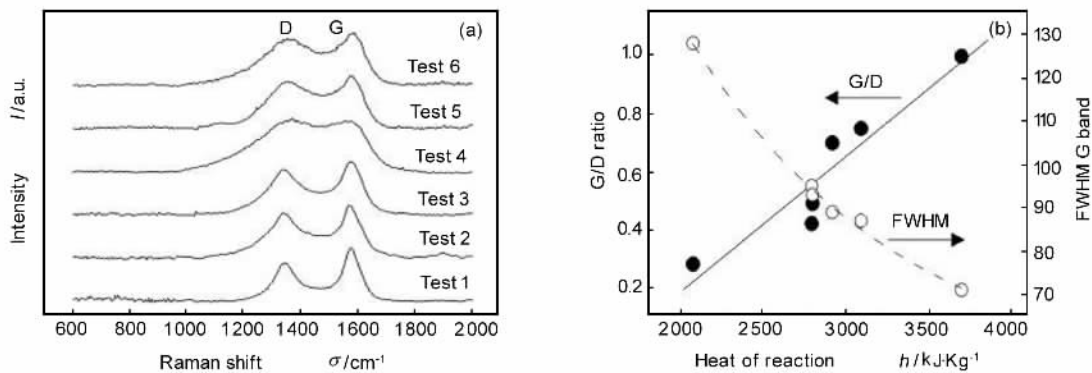 (a)
D G
Test 6
Test 5
Test 4
Test 3
Test 2
Test 1
Intensity I/a.u.
600 800 1000 1200 1400 1600 1800 2000
Raman shift σ/cm⁻¹
(b)
G/D
FWHM
G/D ratio
1.0
0.8
0.6
0.4
0.2
FWHM G band
130
120
110
100
90
80
70
2000 2500 3000 3500 4000
Heat of reaction h/kJ·Kg⁻¹